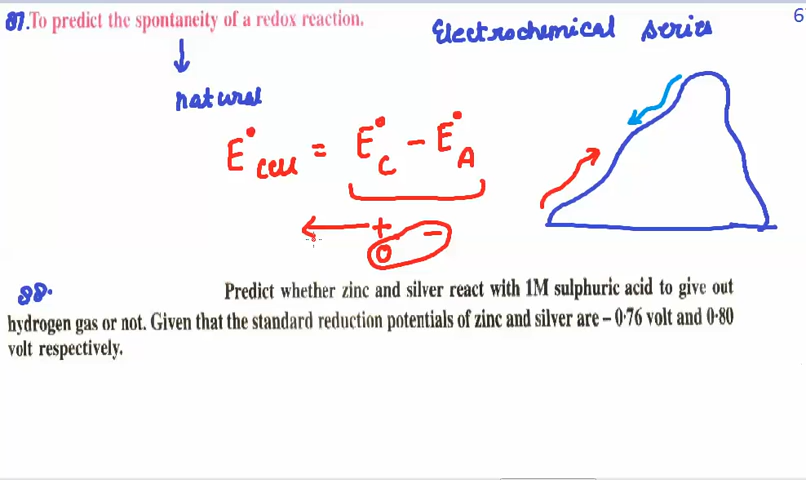 87. To predict the spontaneity of a redox reaction.
Electrochemical series
natural
E°cell = E°C - E°A
+ -
0
88. Predict whether zinc and silver react with 1M sulphuric acid to give out
hydrogen gas or not. Given that the standard reduction potentials of zinc and silver are – 0·76 volt and 0·80
volt respectively.